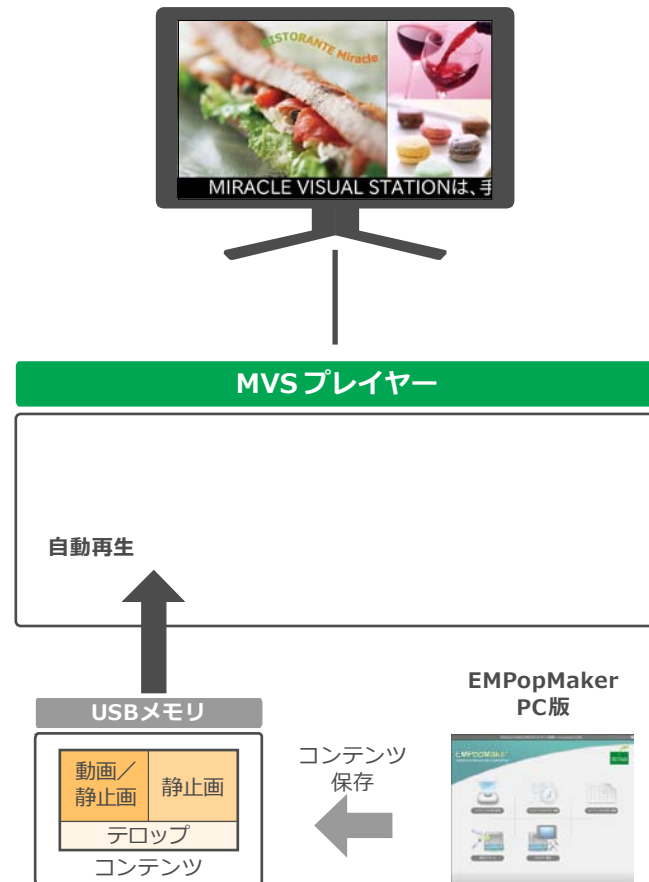 RISTORANTE Miracle
MIRACLE VISUAL STATIONは、手
MVSプレイヤー
自動再生
EMPopMaker
PC版
USBメモリ
コンテンツ
保存
動画／
静止画
静止画
テロップ
コンテンツ
EMPopMaker